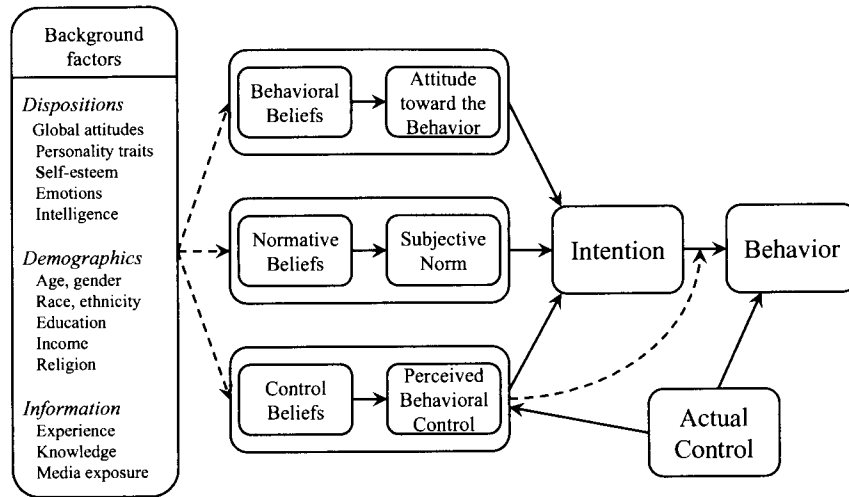 Background
factors
Dispositions
Global attitudes
Personality traits
Self-esteem
Emotions
Intelligence
Demographics
Age, gender
Race, ethnicity
Education
Income
Religion
Information
Experience
Knowledge
Media exposure
Behavioral
Beliefs
Attitude
toward the
Behavior
Normative
Beliefs
Subjective
Norm
Control
Beliefs
Perceived
Behavioral
Control
Intention
Behavior
Actual
Control